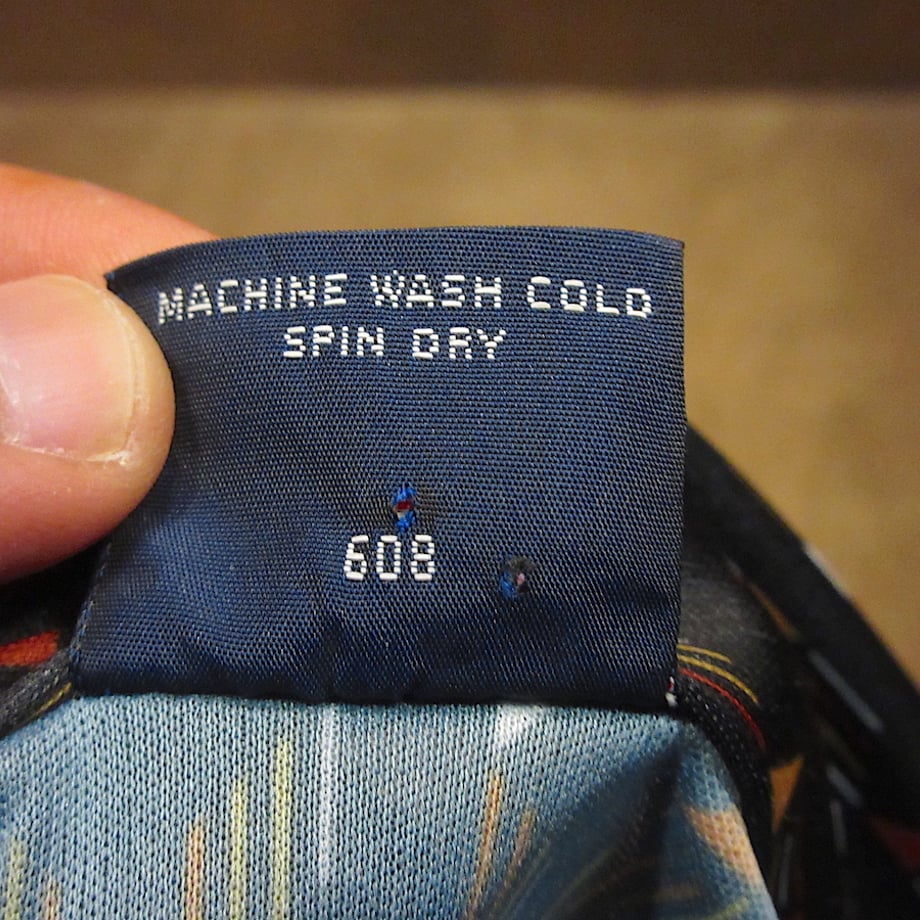 MACHINE WASH COLD
SPIN DRY
608